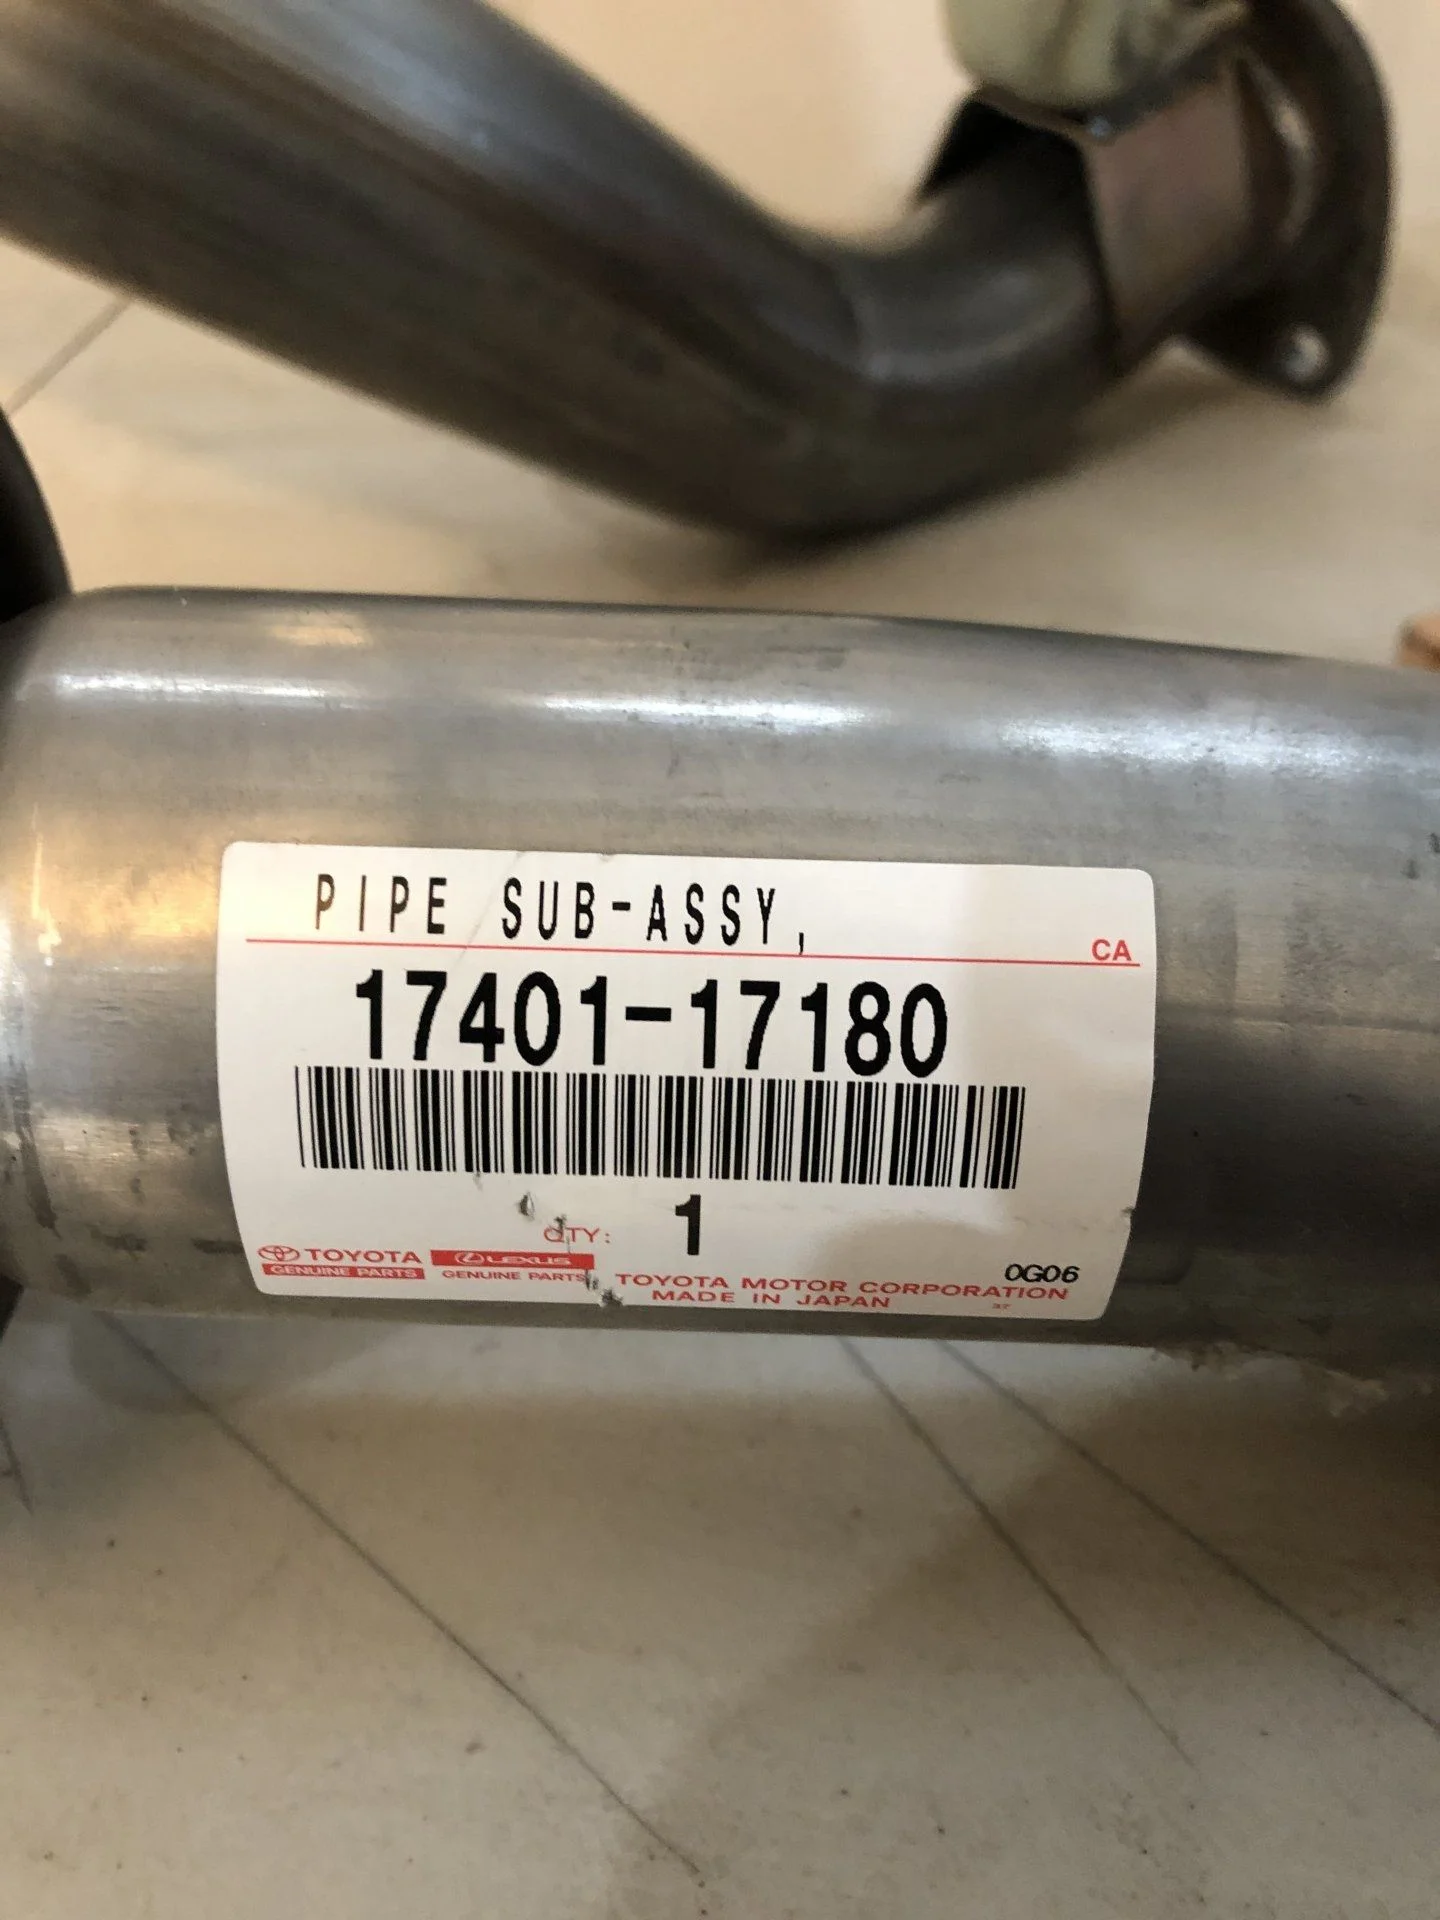 PIPE SUB-ASSY,
CA
17401-17180
QTY: 1
TOYOTA LEXUS
GENUINE PARTS GENUINE PARTS
0G06
TOYOTA MOTOR CORPORATION
MADE IN JAPAN 37